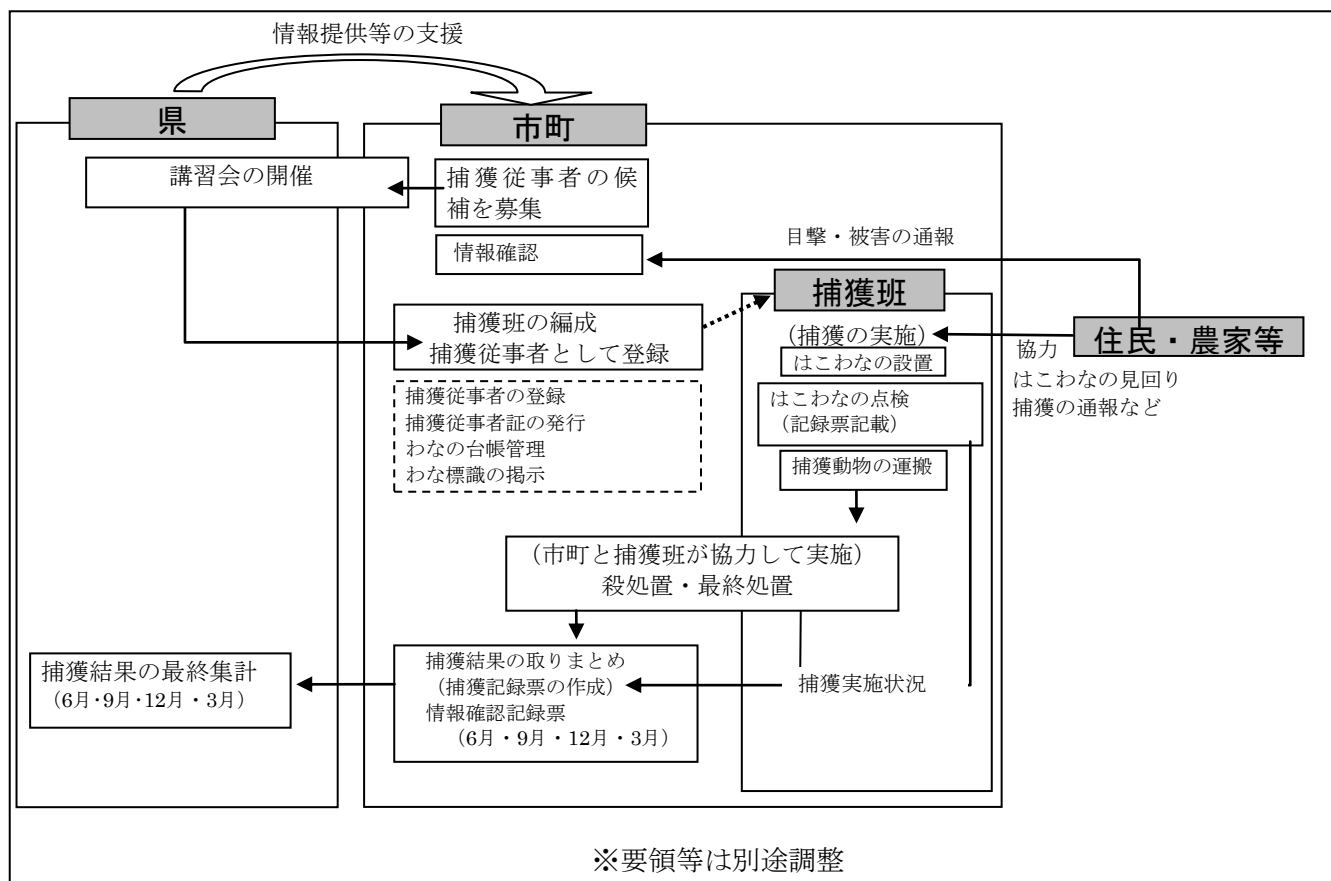 情報提供等の支援
県
市町
講習会の開催
捕獲従事者の候
補を募集
目撃・被害の通報
情報確認
捕獲班
捕獲班の編成
捕獲従事者として登録
(捕獲の実施)
はこわなの設置
住民・農家等
協力
はこわなの見回り
捕獲の通報など
捕獲従事者の登録
捕獲従事者証の発行
わなの台帳管理
わな標識の掲示
はこわなの点検
（記録票記載）
捕獲動物の運搬
(市町と捕獲班が協力して実施)
殺処置・最終処置
捕獲結果の最終集計
（6月･9月･12月・3月）
捕獲結果の取りまとめ
（捕獲記録票の作成）
情報確認記録票
（6月・9月・12月・3月）
捕獲実施状況
※要領等は別途調整